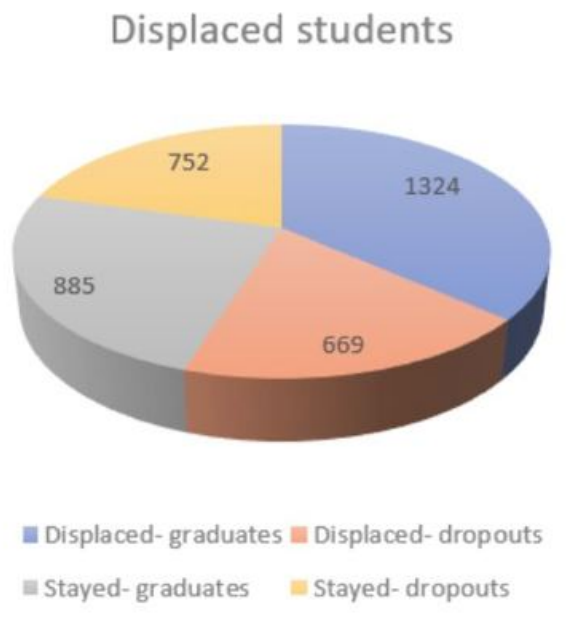 Displaced students
752
1324
885
669
Displaced- graduates Displaced- dropouts
Stayed- graduates Stayed- dropouts